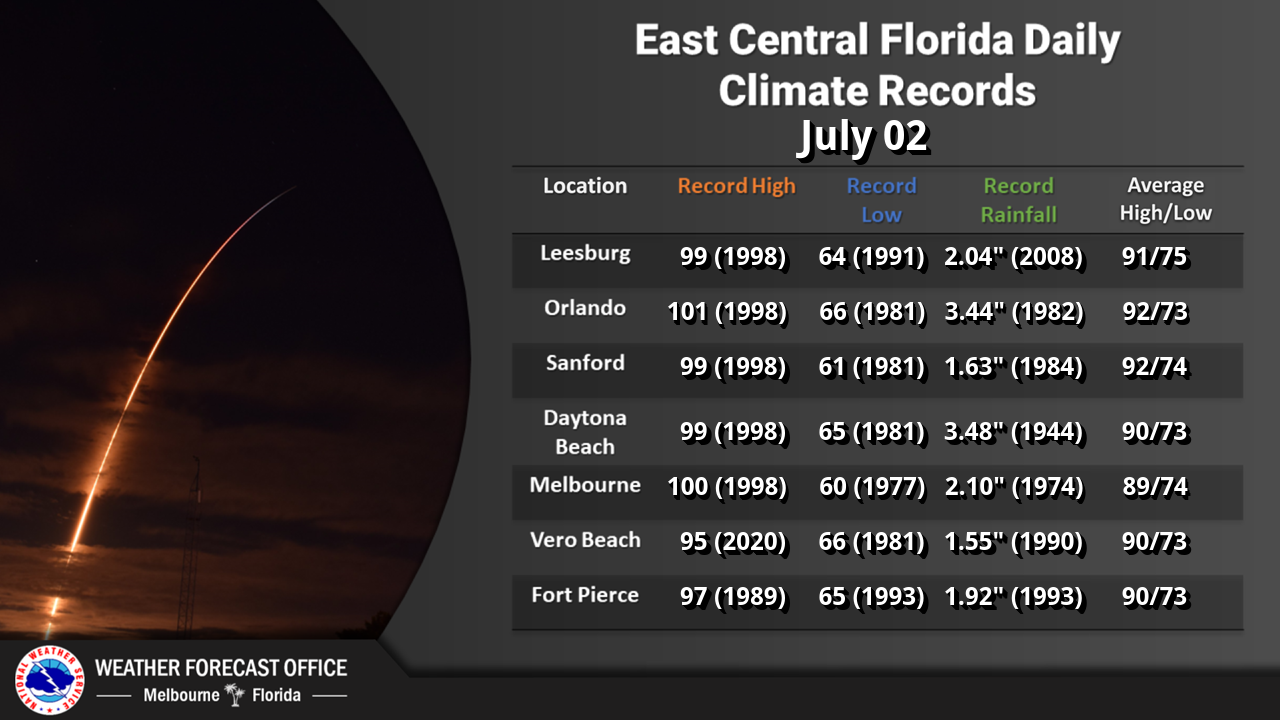 East Central Florida Daily
Climate Records
July 02
Location Record High Record Low Record Rainfall Average High/Low
Leesburg 99 (1998) 64 (1991) 2.04" (2008) 91/75
Orlando 101 (1998) 66 (1981) 3.44" (1982) 92/73
Sanford 99 (1998) 61 (1981) 1.63" (1984) 92/74
Daytona Beach 99 (1998) 65 (1981) 3.48" (1944) 90/73
Melbourne 100 (1998) 60 (1977) 2.10" (1974) 89/74
Vero Beach 95 (2020) 66 (1981) 1.55" (1990) 90/73
Fort Pierce 97 (1989) 65 (1993) 1.92" (1993) 90/73
NATIONAL WEATHER SERVICE
WEATHER FORECAST OFFICE
Melbourne Florida